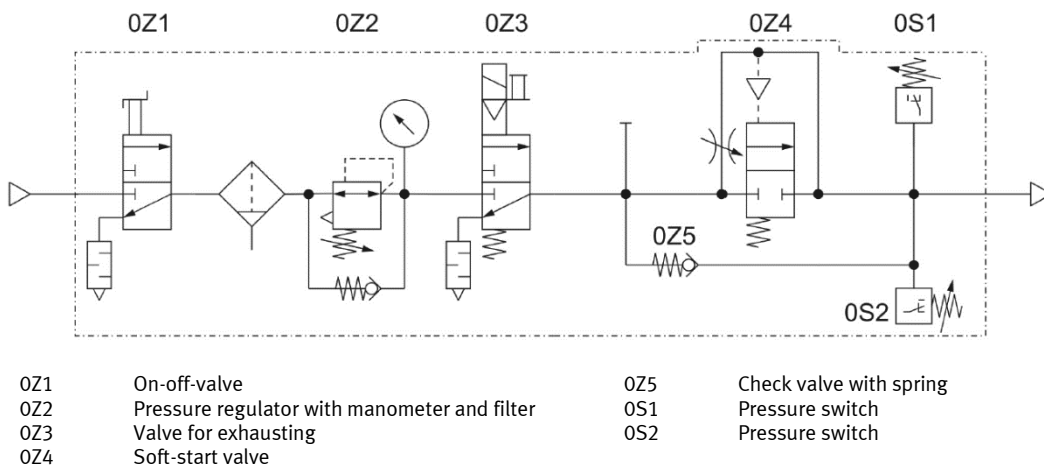 0Z1 0Z2 0Z3 0Z4 0S1
0Z5
0S2
0Z1 On-off-valve
0Z2 Pressure regulator with manometer and filter
0Z3 Valve for exhausting
0Z4 Soft-start valve
0Z5 Check valve with spring
0S1 Pressure switch
0S2 Pressure switch